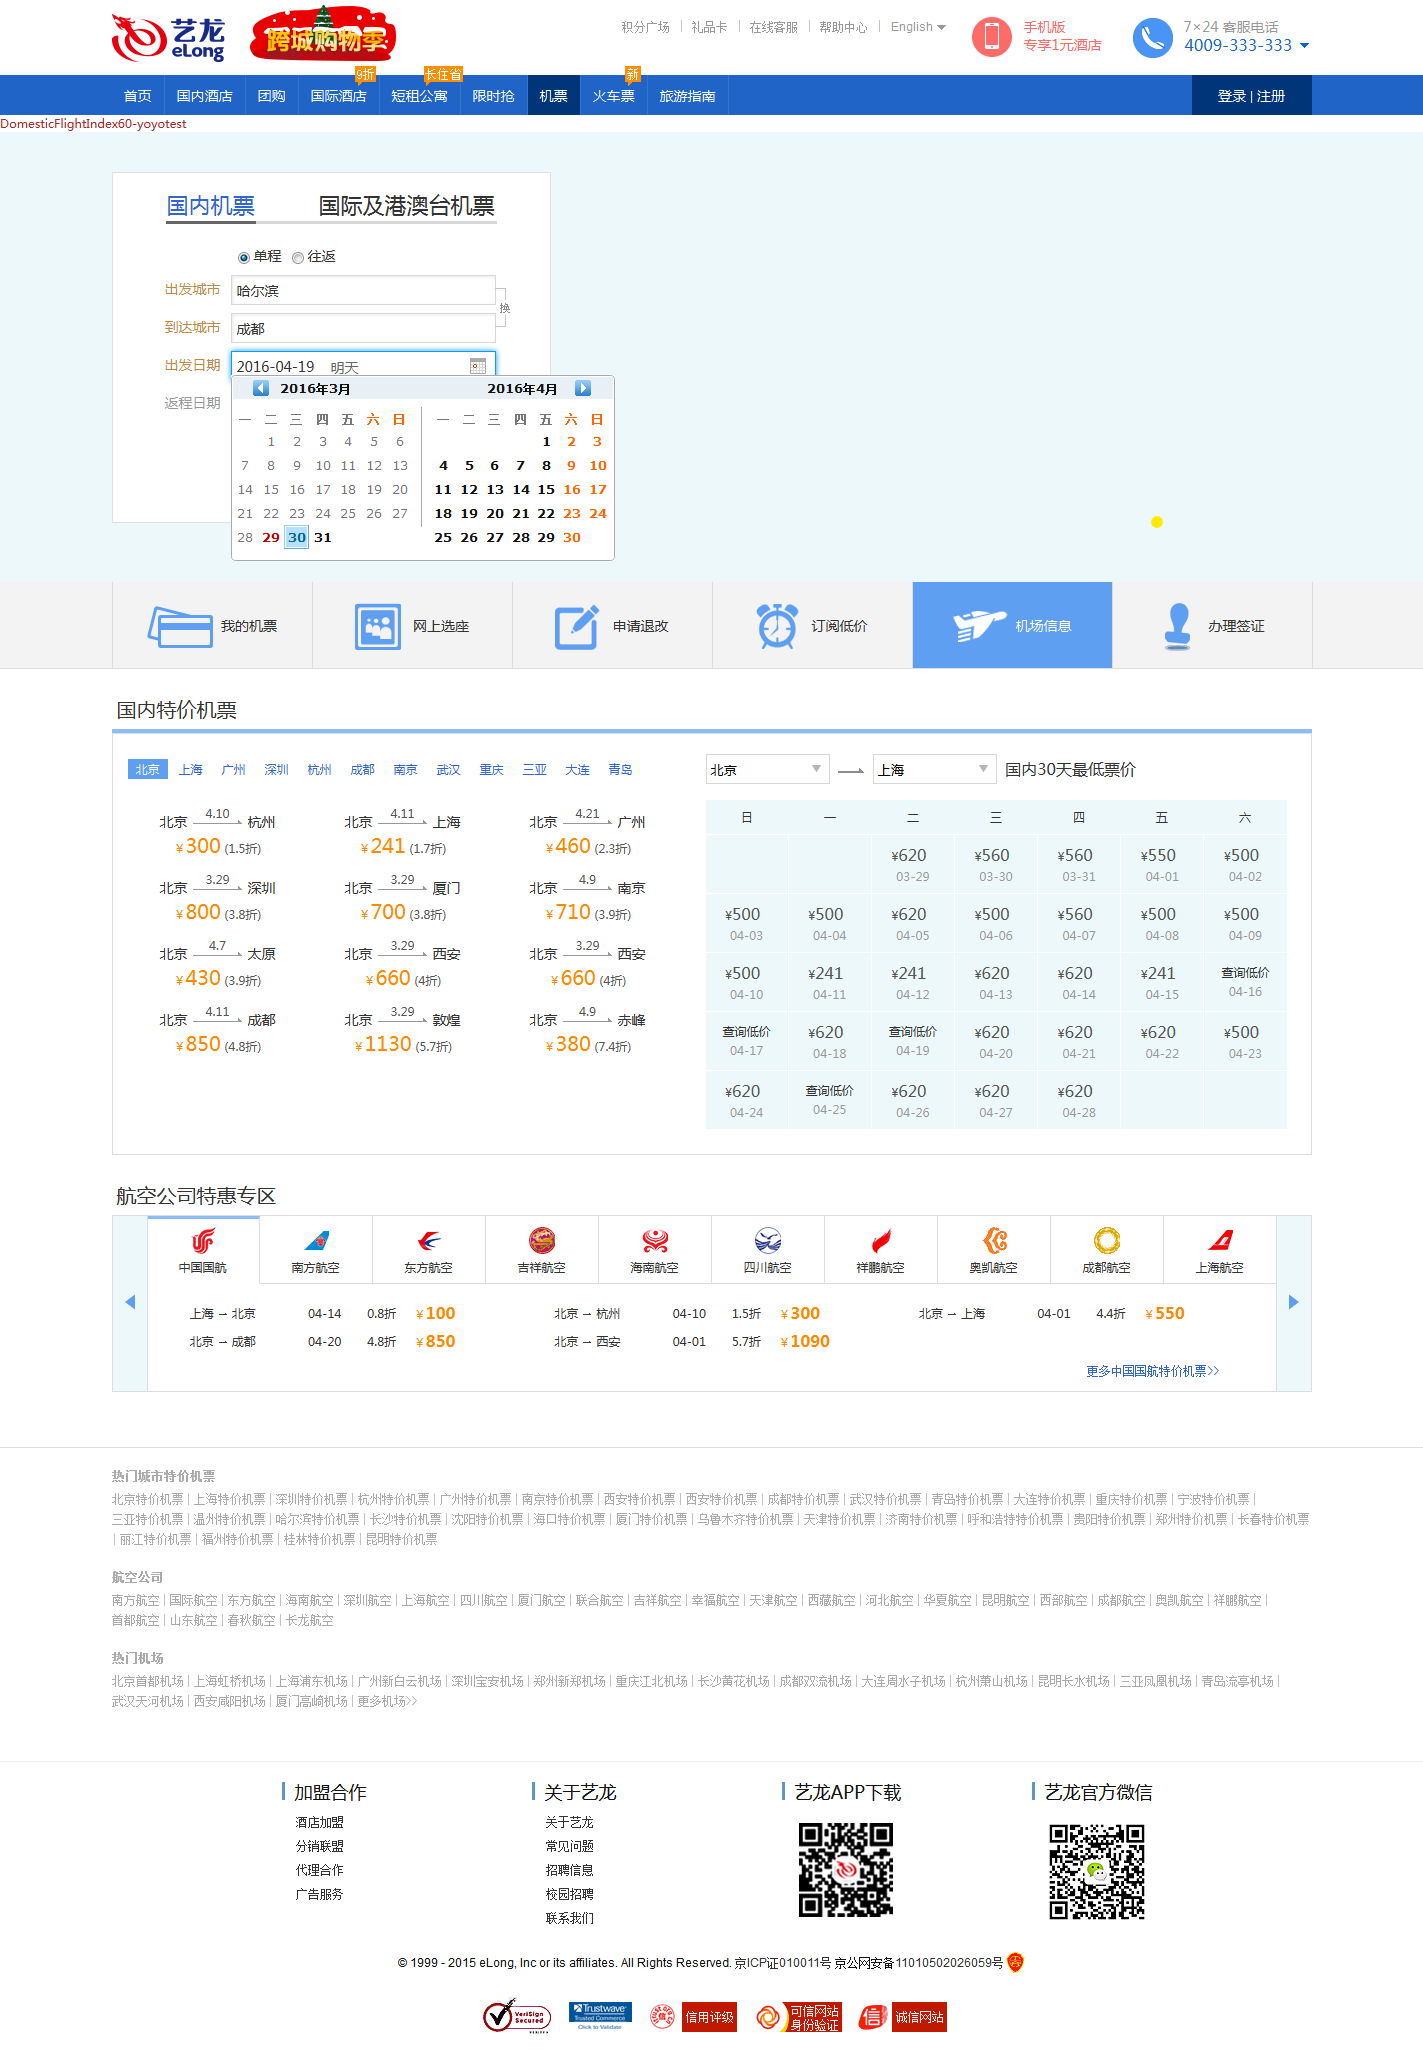 艺龙 eLong
跨城购物季
积分广场 礼品卡 在线客服 帮助中心 English
手机版
专享1元酒店
7×24 客服电话
4009-333-333
9折 长住省 新
首页 国内酒店 团购 国际酒店 短租公寓 限时抢 机票 火车票 旅游指南 登录 | 注册
DomesticFlightIndex60-yoyotest
国内机票 国际及港澳台机票
单程 往返
出发城市 哈尔滨
换
到达城市 成都
出发日期 2016-04-19 明天
返程日期
2016年3月 2016年4月
一 二 三 四 五 六 日 一 二 三 四 五 六 日
1 2 3 4 5 6 1 2 3
7 8 9 10 11 12 13 4 5 6 7 8 9 10
14 15 16 17 18 19 20 11 12 13 14 15 16 17
21 22 23 24 25 26 27 18 19 20 21 22 23 24
28 29 30 31 25 26 27 28 29 30
我的机票 网上选座 申请退改 订阅低价 机场信息 办理签证
国内特价机票
北京 上海 广州 深圳 杭州 成都 南京 武汉 重庆 三亚 大连 青岛
北京 4.10 杭州 北京 4.11 上海 北京 4.21 广州
¥300 (1.5折) ¥241 (1.7折) ¥460 (2.3折)
北京 3.29 深圳 北京 3.29 厦门 北京 4.9 南京
¥800 (3.8折) ¥700 (3.8折) ¥710 (3.9折)
北京 4.7 太原 北京 3.29 西安 北京 3.29 西安
¥430 (3.9折) ¥660 (4折) ¥660 (4折)
北京 4.11 成都 北京 3.29 敦煌 北京 4.9 赤峰
¥850 (4.8折) ¥1130 (5.7折) ¥380 (7.4折)
北京 上海 国内30天最低票价
日 一 二 三 四 五 六
¥620 ¥560 ¥560 ¥550 ¥500
03-29 03-30 03-31 04-01 04-02
¥500 ¥500 ¥620 ¥500 ¥560 ¥500 ¥500
04-03 04-04 04-05 04-06 04-07 04-08 04-09
¥500 ¥241 ¥241 ¥620 ¥620 ¥241 查询低价
04-10 04-11 04-12 04-13 04-14 04-15 04-16
查询低价 ¥620 查询低价 ¥620 ¥620 ¥620 ¥500
04-17 04-18 04-19 04-20 04-21 04-22 04-23
¥620 查询低价 ¥620 ¥620 ¥620
04-24 04-25 04-26 04-27 04-28
航空公司特惠专区
中国国航 南方航空 东方航空 吉祥航空 海南航空 四川航空 祥鹏航空 奥凯航空 成都航空 上海航空
上海 → 北京 04-14 0.8折 ¥100 北京 → 杭州 04-10 1.5折 ¥300 北京 → 上海 04-01 4.4折 ¥550
北京 → 成都 04-20 4.8折 ¥850 北京 → 西安 04-01 5.7折 ¥1090
更多中国国航特价机票>>
热门城市特价机票
北京特价机票 | 上海特价机票 | 深圳特价机票 | 杭州特价机票 | 广州特价机票 | 南京特价机票 | 西安特价机票 | 西安特价机票 | 成都特价机票 | 武汉特价机票 | 青岛特价机票 | 大连特价机票 | 重庆特价机票 | 宁波特价机票 |
三亚特价机票 | 温州特价机票 | 哈尔滨特价机票 | 长沙特价机票 | 沈阳特价机票 | 海口特价机票 | 厦门特价机票 | 乌鲁木齐特价机票 | 天津特价机票 | 济南特价机票 | 呼和浩特特价机票 | 贵阳特价机票 | 郑州特价机票 | 长春特价机票
| 丽江特价机票 | 福州特价机票 | 桂林特价机票 | 昆明特价机票
航空公司
南方航空 | 国际航空 | 东方航空 | 海南航空 | 深圳航空 | 上海航空 | 四川航空 | 厦门航空 | 联合航空 | 吉祥航空 | 幸福航空 | 天津航空 | 西藏航空 | 河北航空 | 华夏航空 | 昆明航空 | 西部航空 | 成都航空 | 奥凯航空 | 祥鹏航空 |
首都航空 | 山东航空 | 春秋航空 | 长龙航空
热门机场
北京首都机场 | 上海虹桥机场 | 上海浦东机场 | 广州新白云机场 | 深圳宝安机场 | 郑州新郑机场 | 重庆江北机场 | 长沙黄花机场 | 成都双流机场 | 大连周水子机场 | 杭州萧山机场 | 昆明长水机场 | 三亚凤凰机场 | 青岛流亭机场 |
武汉天河机场 | 西安咸阳机场 | 厦门高崎机场 | 更多机场>>
加盟合作 关于艺龙 艺龙APP下载 艺龙官方微信
酒店加盟 关于艺龙
分销联盟 常见问题
代理合作 招聘信息
广告服务 校园招聘
联系我们
© 1999 - 2015 eLong, Inc or its affiliates. All Rights Reserved. 京ICP证010011号 京公网安备11010502026059号
VeriSign Secured VERIFY
Trustwave Trusted Commerce Click to Validate
信用评级
可信网站 身份验证
信 诚信网站